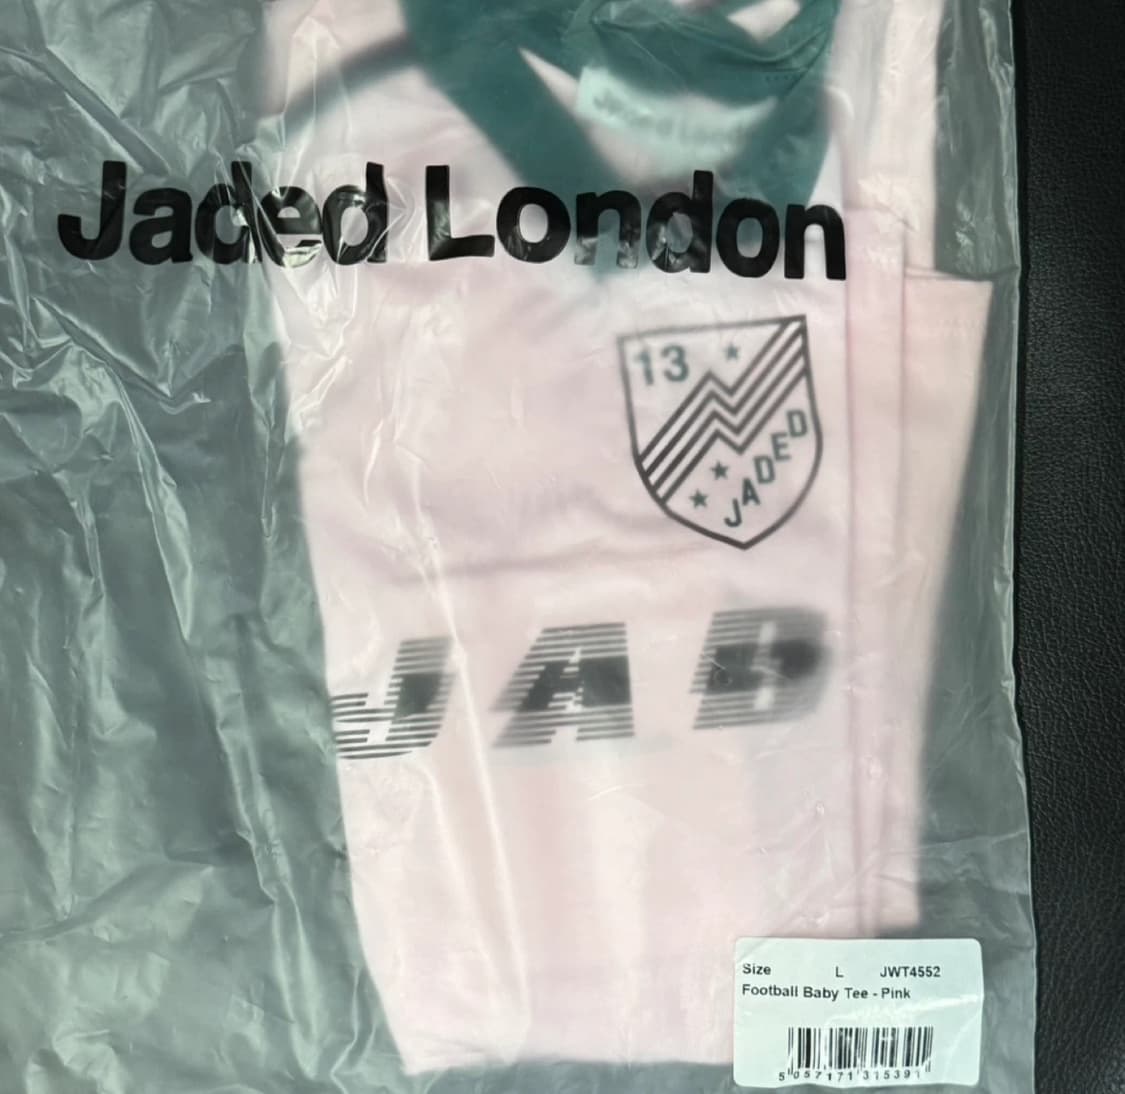 Jaded London
13
JADED
JAD
Size L JWT4552
Football Baby Tee - Pink
5 057171 315391